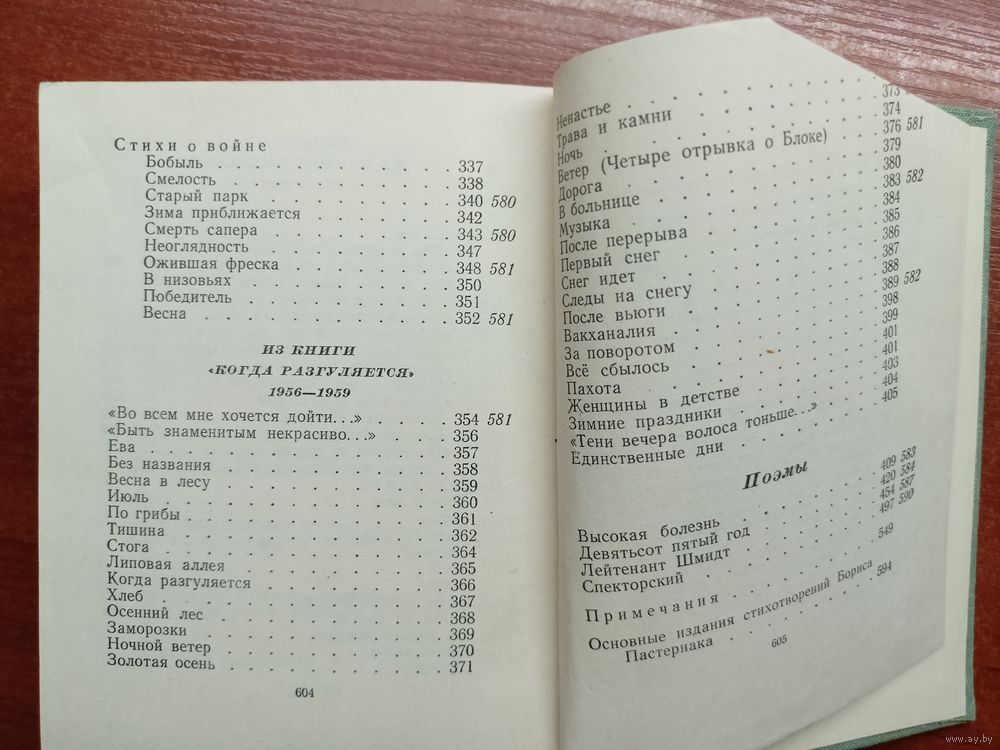 Стихи о войне
Бобыль . . . . . . . . . . 337
Смелость . . . . . . . . . . 338
Старый парк . . . . . . . . . 340 580
Зима приближается . . . . . . . 342
Смерть сапера . . . . . . . . 343 580
Неоглядность . . . . . . . . 347
Ожившая фреска . . . . . . . 348 581
В низовьях . . . . . . . . . 350
Победитель . . . . . . . . . 351
Весна . . . . . . . . . . . 352 581
ИЗ КНИГИ
«КОГДА РАЗГУЛЯЕТСЯ»
1956—1959
«Во всем мне хочется дойти...» . . . . . 354 581
«Быть знаменитым некрасиво...» . . . . 356
Ева . . . . . . . . . . . . 357
Без названия . . . . . . . . . 358
Весна в лесу . . . . . . . . . 359
Июль . . . . . . . . . . . 360
По грибы . . . . . . . . . . 361
Тишина . . . . . . . . . . . 362
Стога . . . . . . . . . . . 364
Липовая аллея . . . . . . . . 365
Когда разгуляется . . . . . . . 366
Хлеб . . . . . . . . . . . 367
Осенний лес . . . . . . . . . 368
Заморозки . . . . . . . . . . 369
Ночной ветер . . . . . . . . . 370
Золотая осень . . . . . . . . . 371
604
Ненастье . . . . . . . . .
Трава и камни . . . . . . . . 373
Ночь . . . . . . . . . . . 374
Ветер (Четыре отрывка о Блоке) . . 376 581
Дорога . . . . . . . . . . 379
В больнице . . . . . . . . . 380
Музыка . . . . . . . . . . 383 582
После перерыва . . . . . . . . 384
Первый снег . . . . . . . . . 385
Снег идет . . . . . . . . . . 386
Следы на снегу . . . . . . . . 387
После вьюги . . . . . . . . . 388
Вакханалия . . . . . . . . . 389 582
За поворотом . . . . . . . . . 398
Всё сбылось . . . . . . . . . 399
Пахота . . . . . . . . . . 401
Женщины в детстве . . . . . . . 401
Зимние праздники . . . . . . . 403
«Тени вечера волоса тоньше...» . . . 404
Единственные дни . . . . . . . 405
Поэмы
Высокая болезнь . . . . . . . . 409 583
Девятьсот пятый год . . . . . . . 420 584
Лейтенант Шмидт . . . . . . . . 454 587
Спекторский . . . . . . . . . 497 590
Примечания . . . . . . . . . 549
Основные издания стихотворений Бориса
Пастернака . . . . . . . . . 594
605
www.ay.by